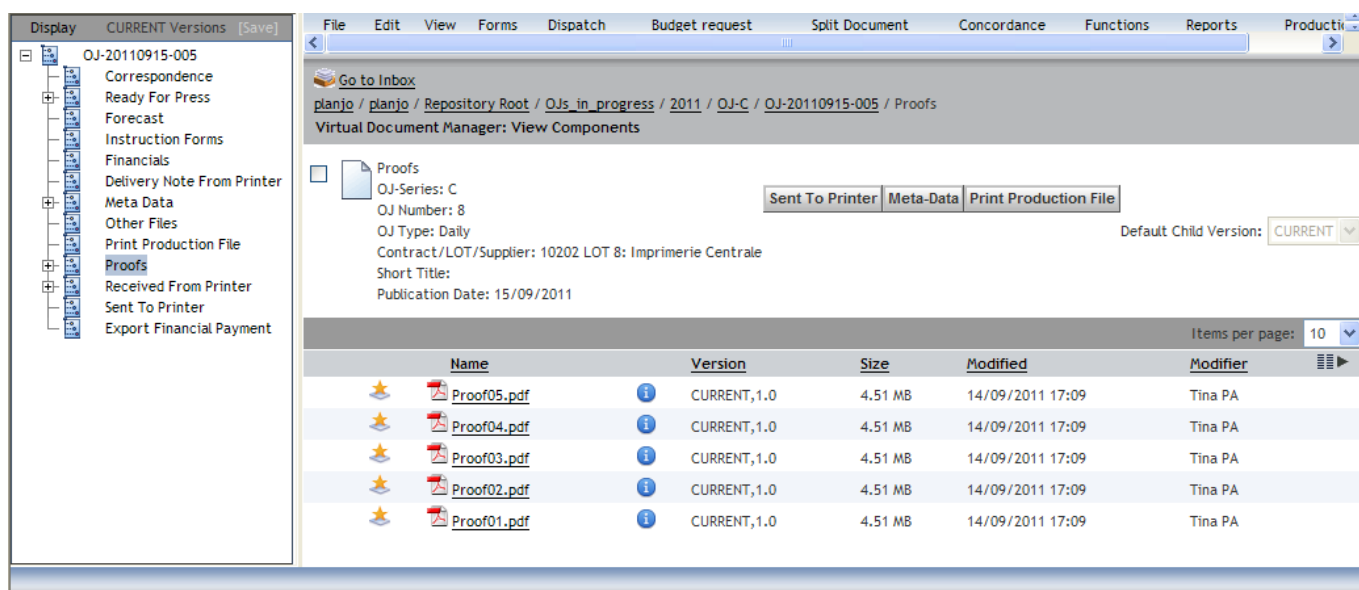 Display CURRENT Versions [Save]
OJ-20110915-005
Correspondence
Ready For Press
Forecast
Instruction Forms
Financials
Delivery Note From Printer
Meta Data
Other Files
Print Production File
Proofs
Received From Printer
Sent To Printer
Export Financial Payment
File Edit View Forms Dispatch Budget request Split Document Concordance Functions Reports
Go to Inbox
planjo / planjo / Repository Root / OJs_in_progress / 2011 / OJ-C / OJ-20110915-005 / Proofs
Virtual Document Manager: View Components
Proofs
OJ-Series: C
OJ Number: 8
OJ Type: Daily
Contract/LOT/Supplier: 10202 LOT 8: Imprimerie Centrale
Short Title:
Publication Date: 15/09/2011
Sent To Printer Meta-Data Print Production File
Default Child Version: CURRENT
Items per page: 10
Name Version Size Modified Modifier
Proof05.pdf CURRENT,1.0 4.51 MB 14/09/2011 17:09 Tina PA
Proof04.pdf CURRENT,1.0 4.51 MB 14/09/2011 17:09 Tina PA
Proof03.pdf CURRENT,1.0 4.51 MB 14/09/2011 17:09 Tina PA
Proof02.pdf CURRENT,1.0 4.51 MB 14/09/2011 17:09 Tina PA
Proof01.pdf CURRENT,1.0 4.51 MB 14/09/2011 17:09 Tina PA